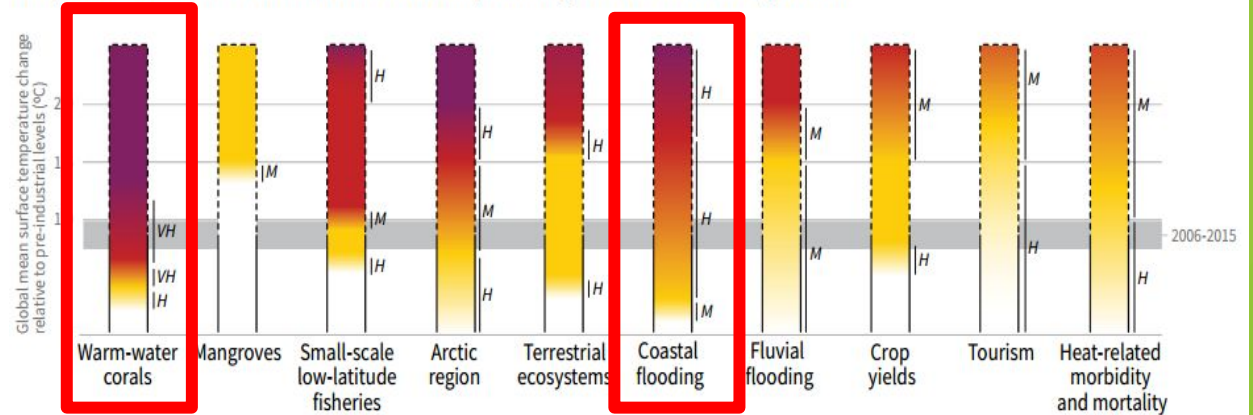 Global mean surface temperature change
relative to pre-industrial levels (ºC)
2
1
1
2006-2015
VH
VH
H
M
H
M
H
H
M
H
H
H
H
H
M
M
M
M
H
M
H
M
H
Warm-water
corals
Mangroves
Small-scale
low-latitude
fisheries
Arctic
region
Terrestrial
ecosystems
Coastal
flooding
Fluvial
flooding
Crop
yields
Tourism
Heat-related
morbidity
and mortality